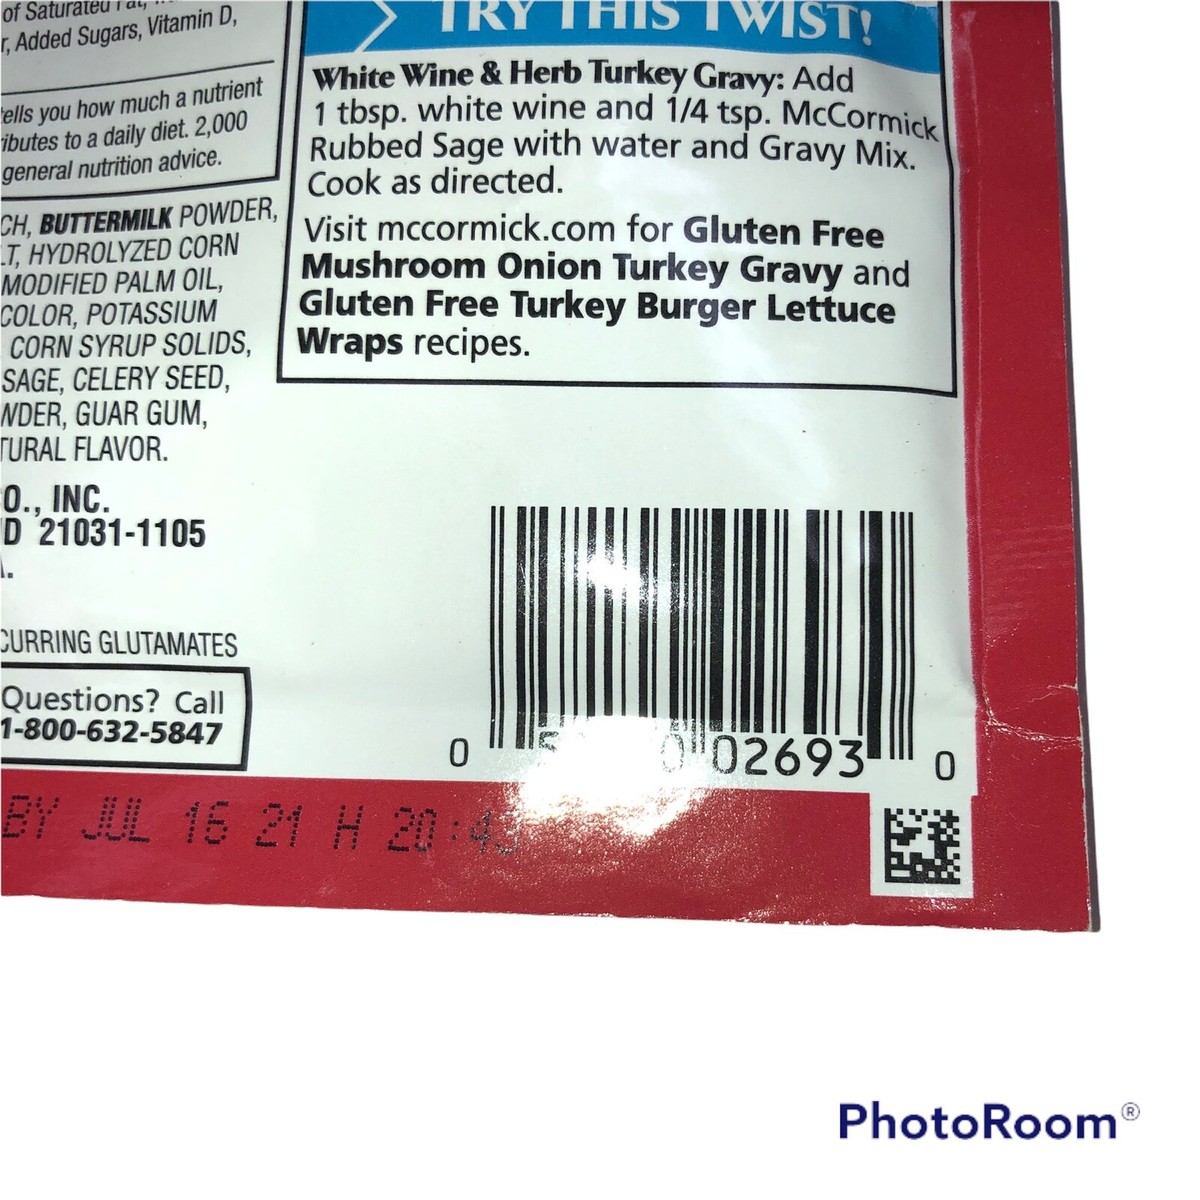 of Saturated Fat,
r, Added Sugars, Vitamin D,
tells you how much a nutrient
ributes to a daily diet. 2,000
general nutrition advice.
CH, BUTTERMILK POWDER,
LT, HYDROLYZED CORN
MODIFIED PALM OIL,
COLOR, POTASSIUM
CORN SYRUP SOLIDS,
SAGE, CELERY SEED,
WDER, GUAR GUM,
TURAL FLAVOR.
O., INC.
D 21031-1105
A.
CURRING GLUTAMATES
Questions? Call
1-800-632-5847
TRY THIS TWIST!
White Wine & Herb Turkey Gravy: Add
1 tbsp. white wine and 1/4 tsp. McCormick
Rubbed Sage with water and Gravy Mix.
Cook as directed.
Visit mccormick.com for Gluten Free
Mushroom Onion Turkey Gravy and
Gluten Free Turkey Burger Lettuce
Wraps recipes.
0 02693 0
BY JUL 16 21 H
PhotoRoom®